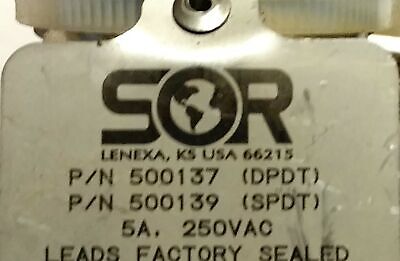 SOR
LENEXA, KS USA 66215
P/N 500137 (DPDT)
P/N 500139 (SPDT)
5A. 250VAC
LEADS FACTORY SEALED